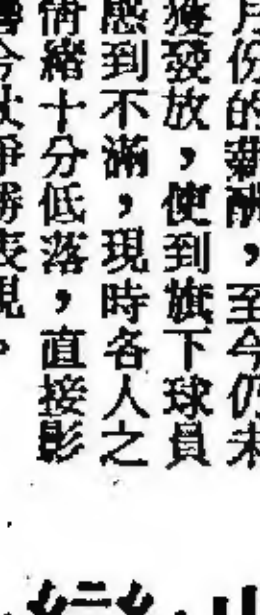 月份的薪酬，至今仍未
獲發放，使到旗下球員
感到不滿，現時各人之
情緒十分低落，直接影
響今次爭勝表現。